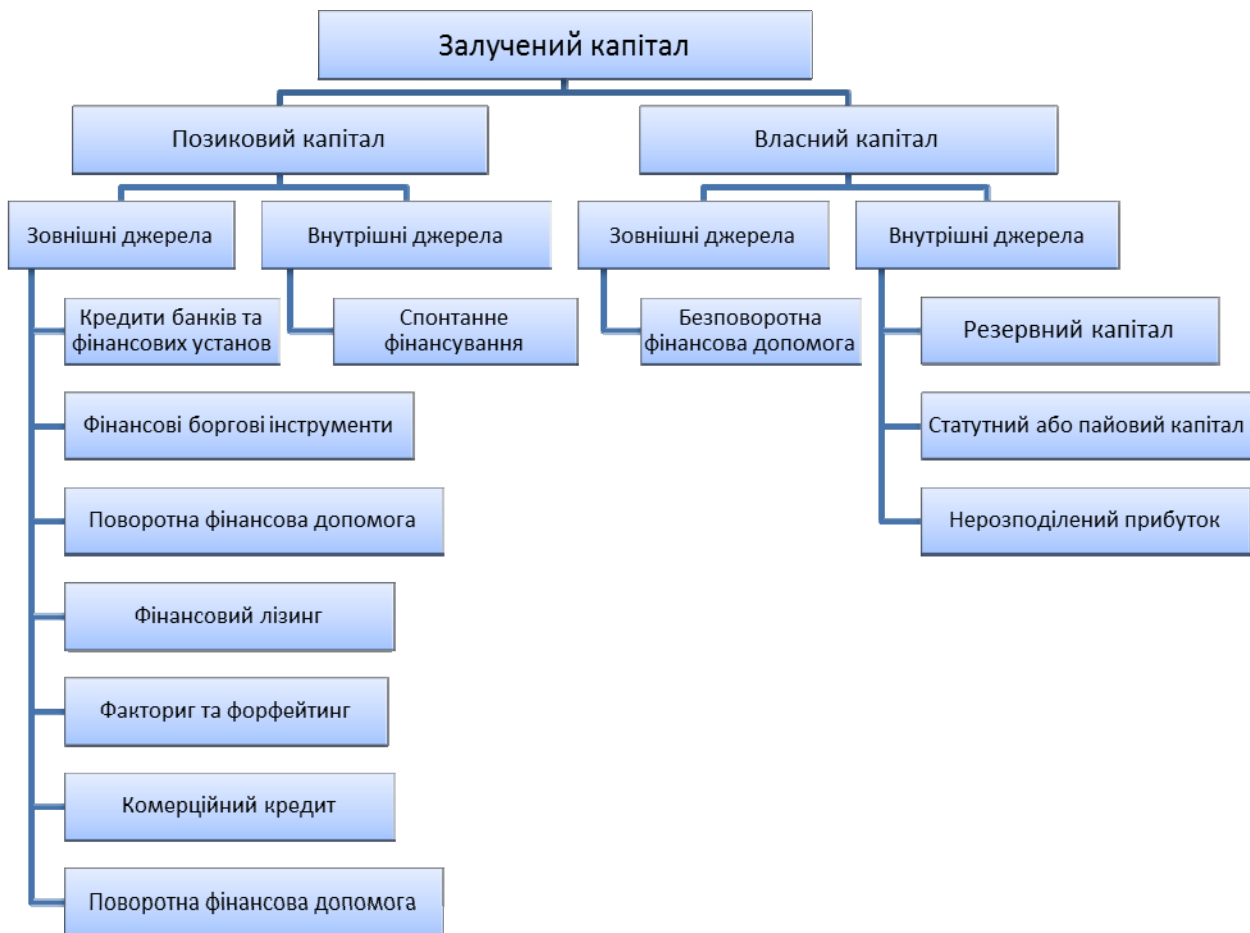 Залучений капітал
Позиковий капітал
Власний капітал
Зовнішні джерела
Внутрішні джерела
Зовнішні джерела
Внутрішні джерела
Кредити банків та
фінансових установ
Спонтанне
фінансування
Безповоротна
фінансова допомога
Резервний капітал
Фінансові боргові інструменти
Статутний або пайовий капітал
Поворотна фінансова допомога
Нерозподілений прибуток
Фінансовий лізинг
Факториг та форфейтинг
Комерційний кредит
Поворотна фінансова допомога